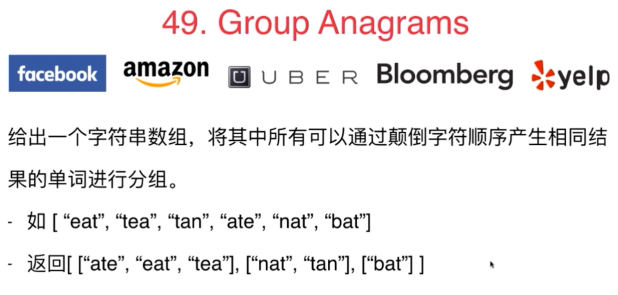 49. Group Anagrams
facebook amazon UBER Bloomberg yelp
给出一个字符串数组，将其中所有可以通过颠倒字符顺序产生相同结
果的单词进行分组。
- 如 [ “eat”, “tea”, “tan”, “ate”, “nat”, “bat”]
- 返回[ [“ate”, “eat”, “tea”], [“nat”, “tan”], [“bat”] ]